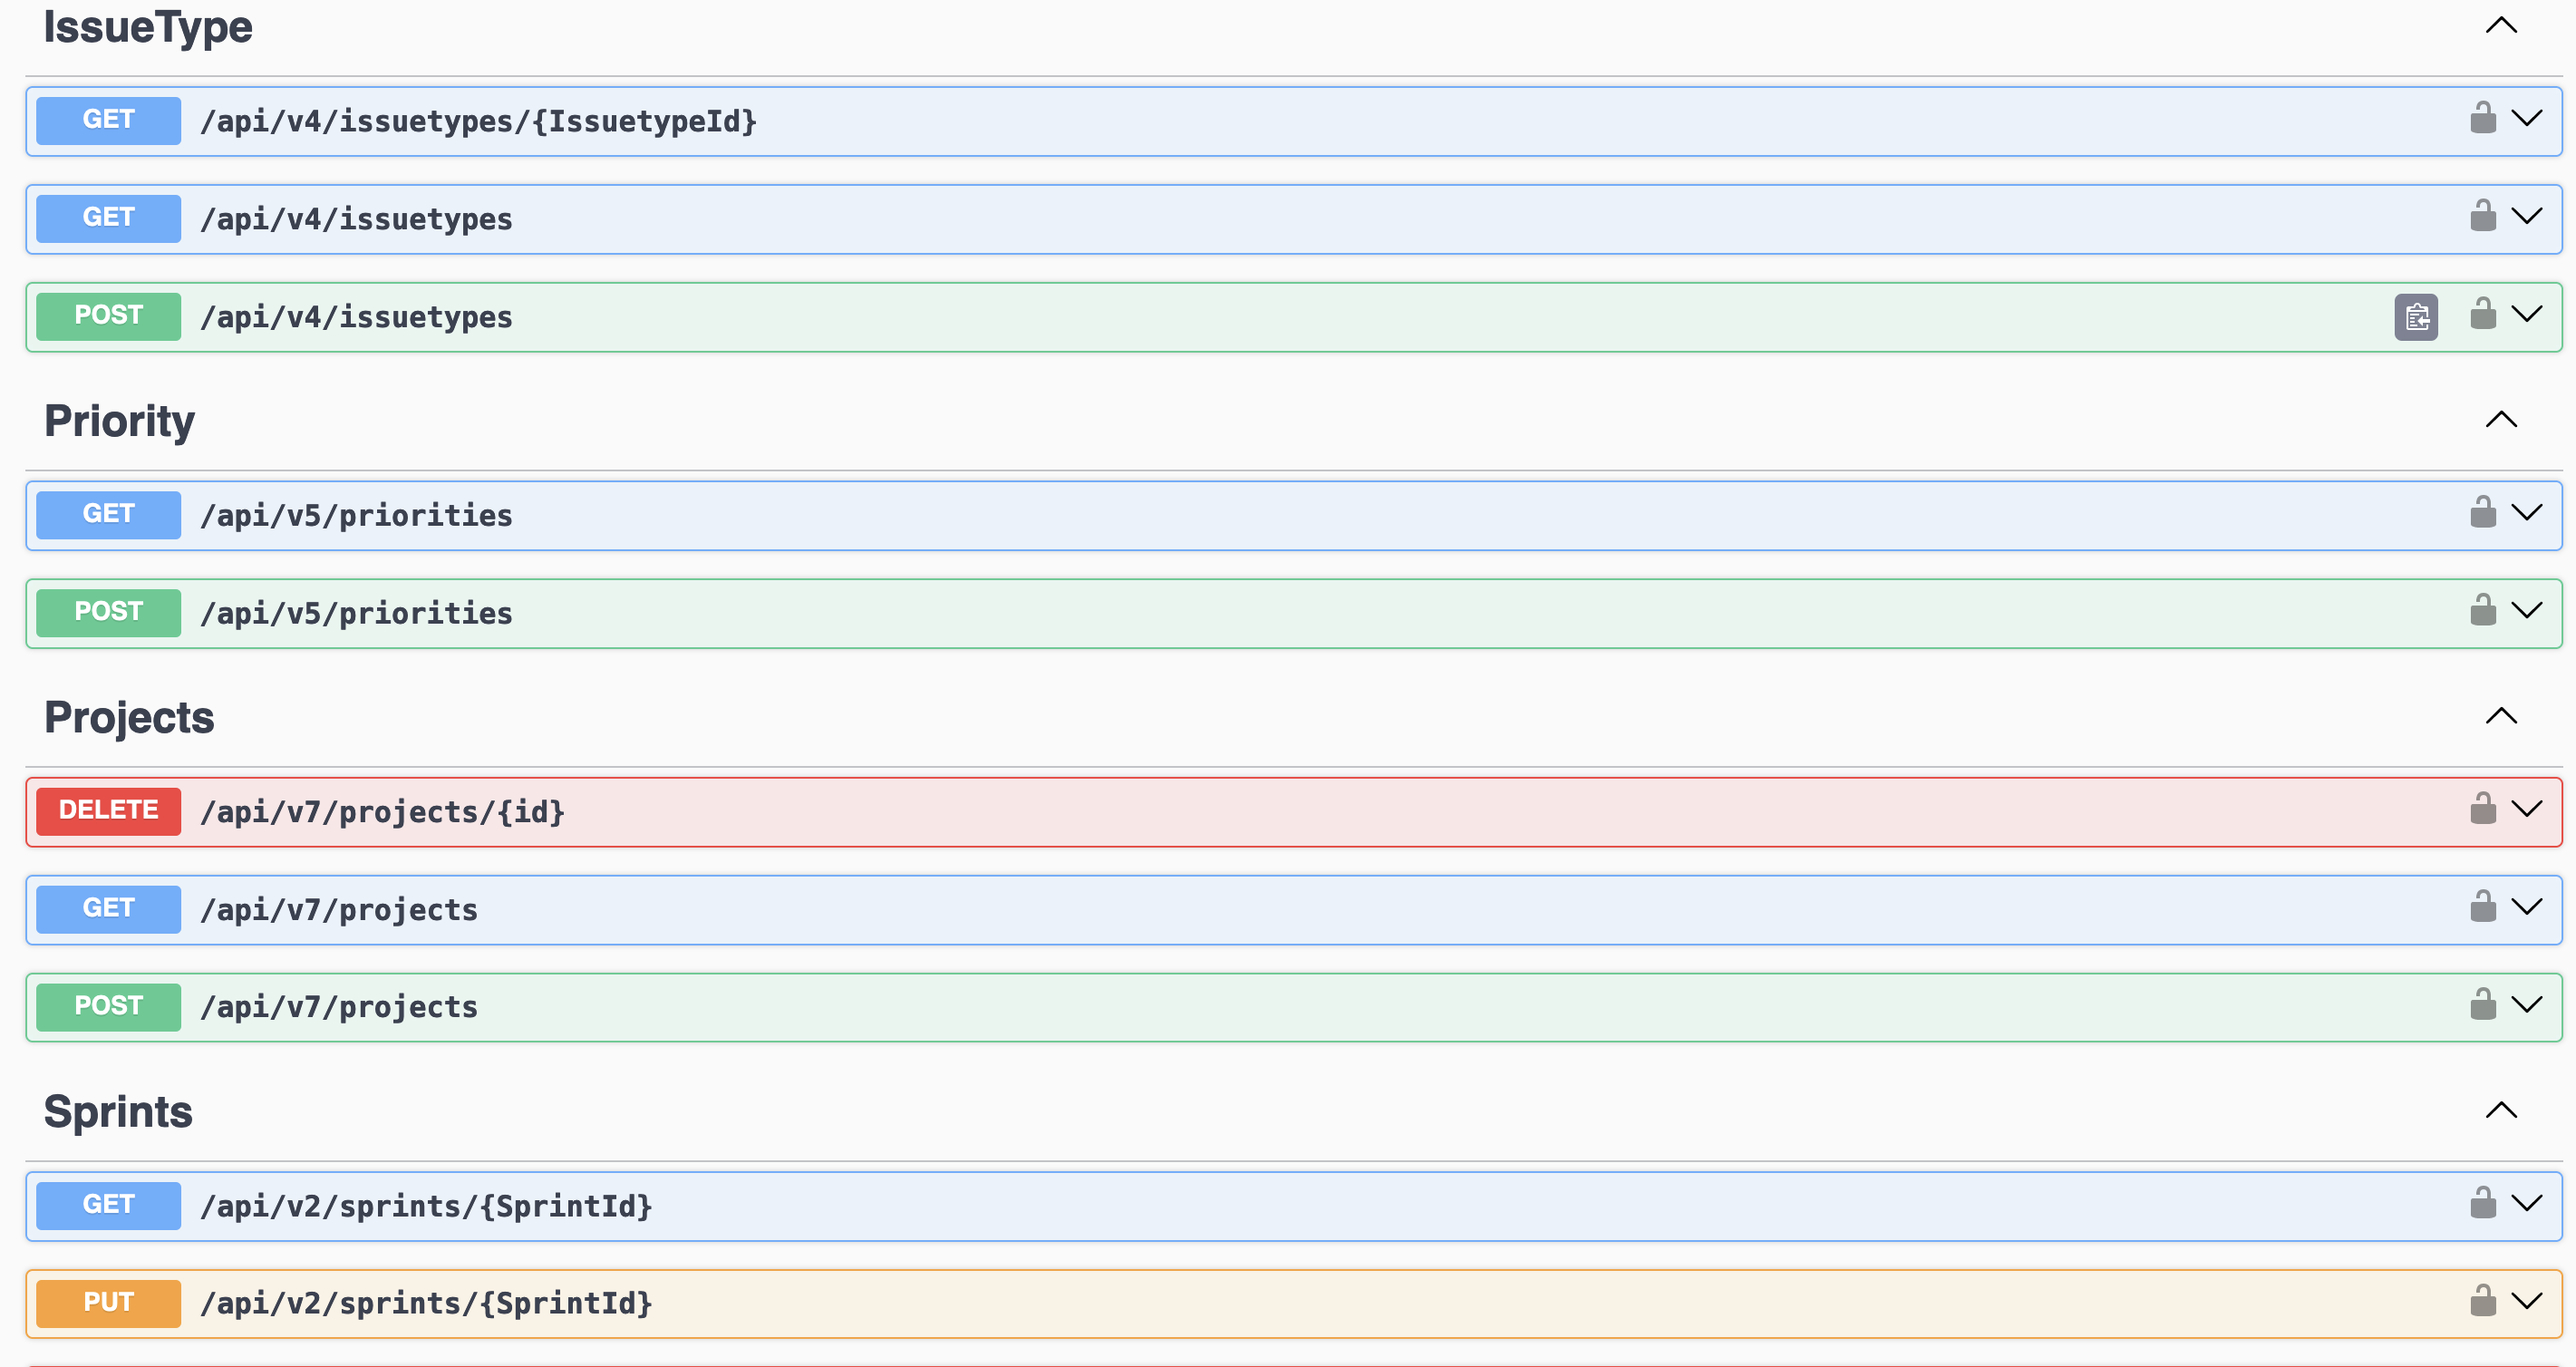 IssueType
GET /api/v4/issuetypes/{IssuetypeId}
GET /api/v4/issuetypes
POST /api/v4/issuetypes
Priority
GET /api/v5/priorities
POST /api/v5/priorities
Projects
DELETE /api/v7/projects/{id}
GET /api/v7/projects
POST /api/v7/projects
Sprints
GET /api/v2/sprints/{SprintId}
PUT /api/v2/sprints/{SprintId}